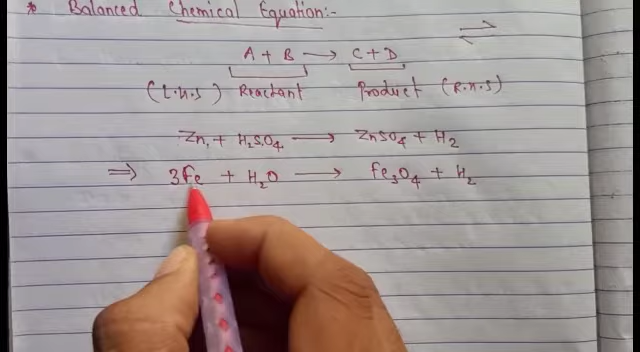 * Balanced Chemical Equation:-
⇌
A + B → C + D
(L.H.S) Reactant Product (R.H.S)
Zn + H₂SO₄ → ZnSO₄ + H₂
⇒ 3Fe + H₂O → Fe₃O₄ + H₂